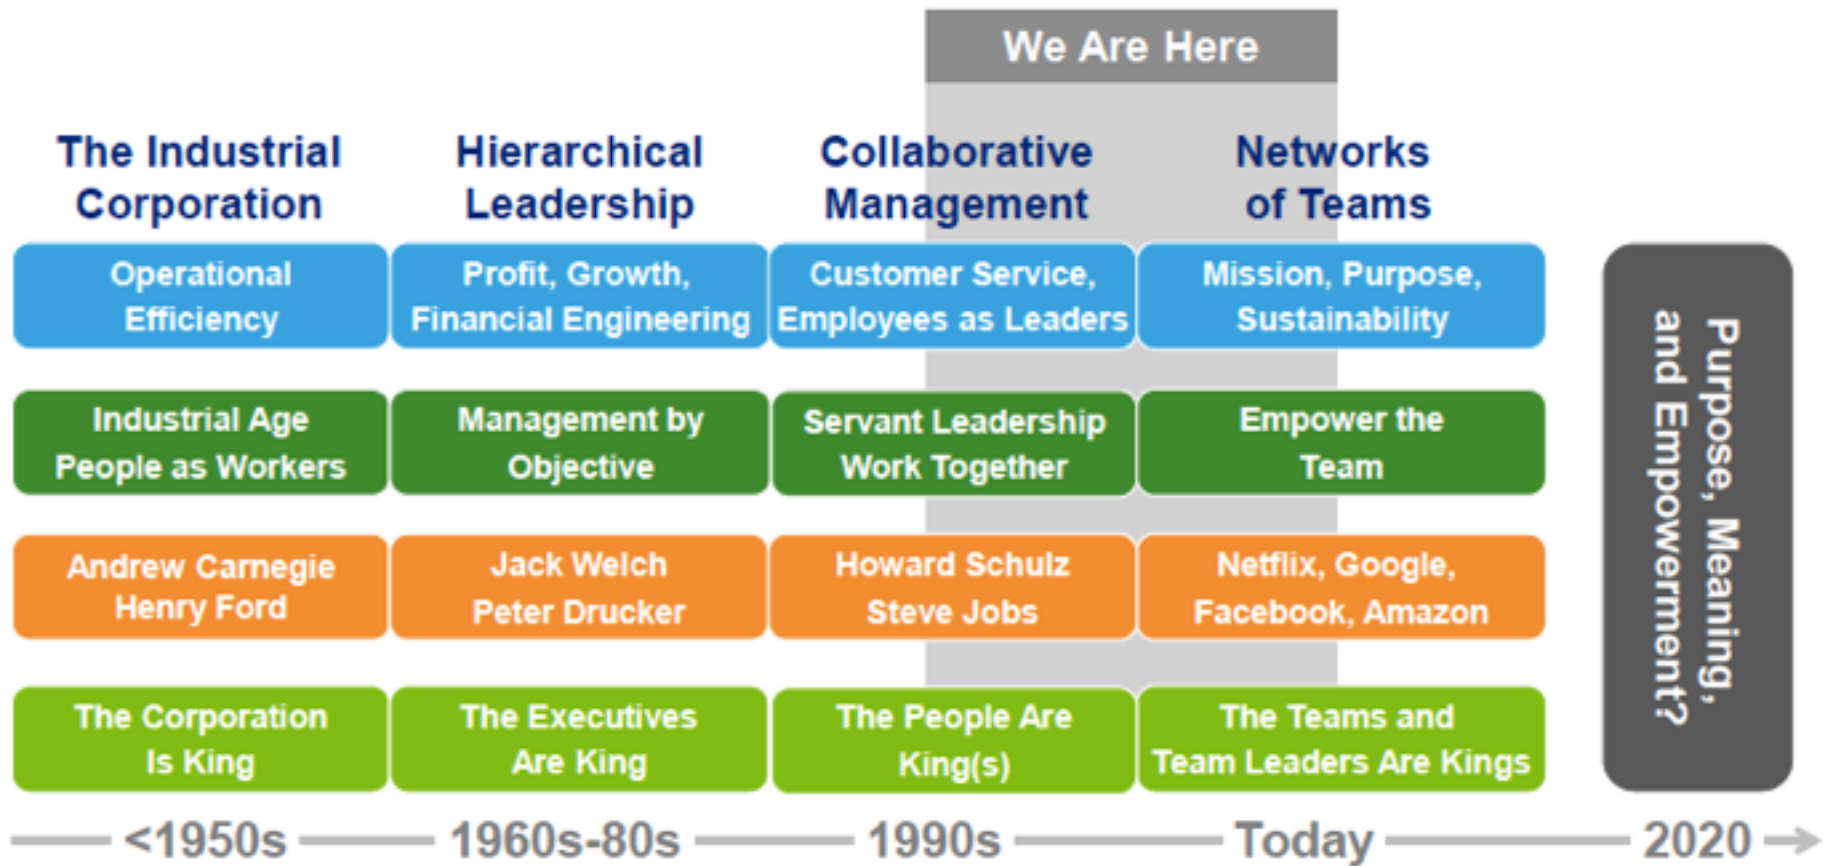 We Are Here
The Industrial
Corporation
Hierarchical
Leadership
Collaborative
Management
Networks
of Teams
Operational
Efficiency
Profit, Growth,
Financial Engineering
Customer Service,
Employees as Leaders
Mission, Purpose,
Sustainability
Industrial Age
People as Workers
Management by
Objective
Servant Leadership
Work Together
Empower the
Team
Andrew Carnegie
Henry Ford
Jack Welch
Peter Drucker
Howard Schulz
Steve Jobs
Netflix, Google,
Facebook, Amazon
The Corporation
Is King
The Executives
Are King
The People Are
King(s)
The Teams and
Team Leaders Are Kings
Purpose, Meaning,
and Empowerment?
<1950s
1960s-80s
1990s
Today
2020